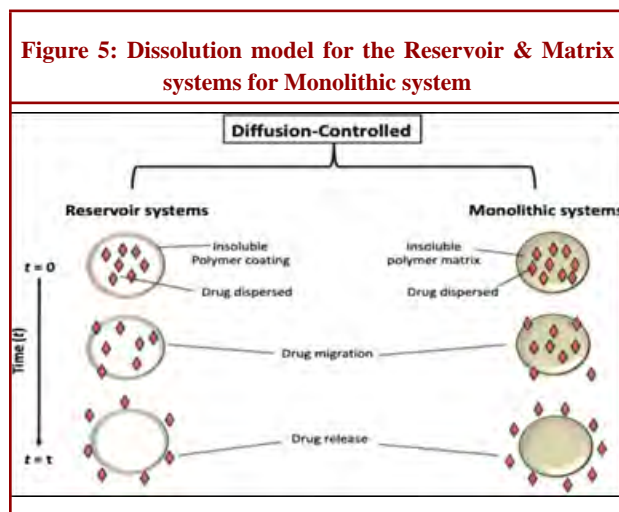 Figure 5: Dissolution model for the Reservoir & Matrix
systems for Monolithic system
Diffusion-Controlled
Reservoir systems
Monolithic systems
Insoluble
Polymer coating
Insoluble
polymer matrix
t = 0
Drug dispersed
Drug dispersed
Time (t)
Drug migration
Drug release
t = t